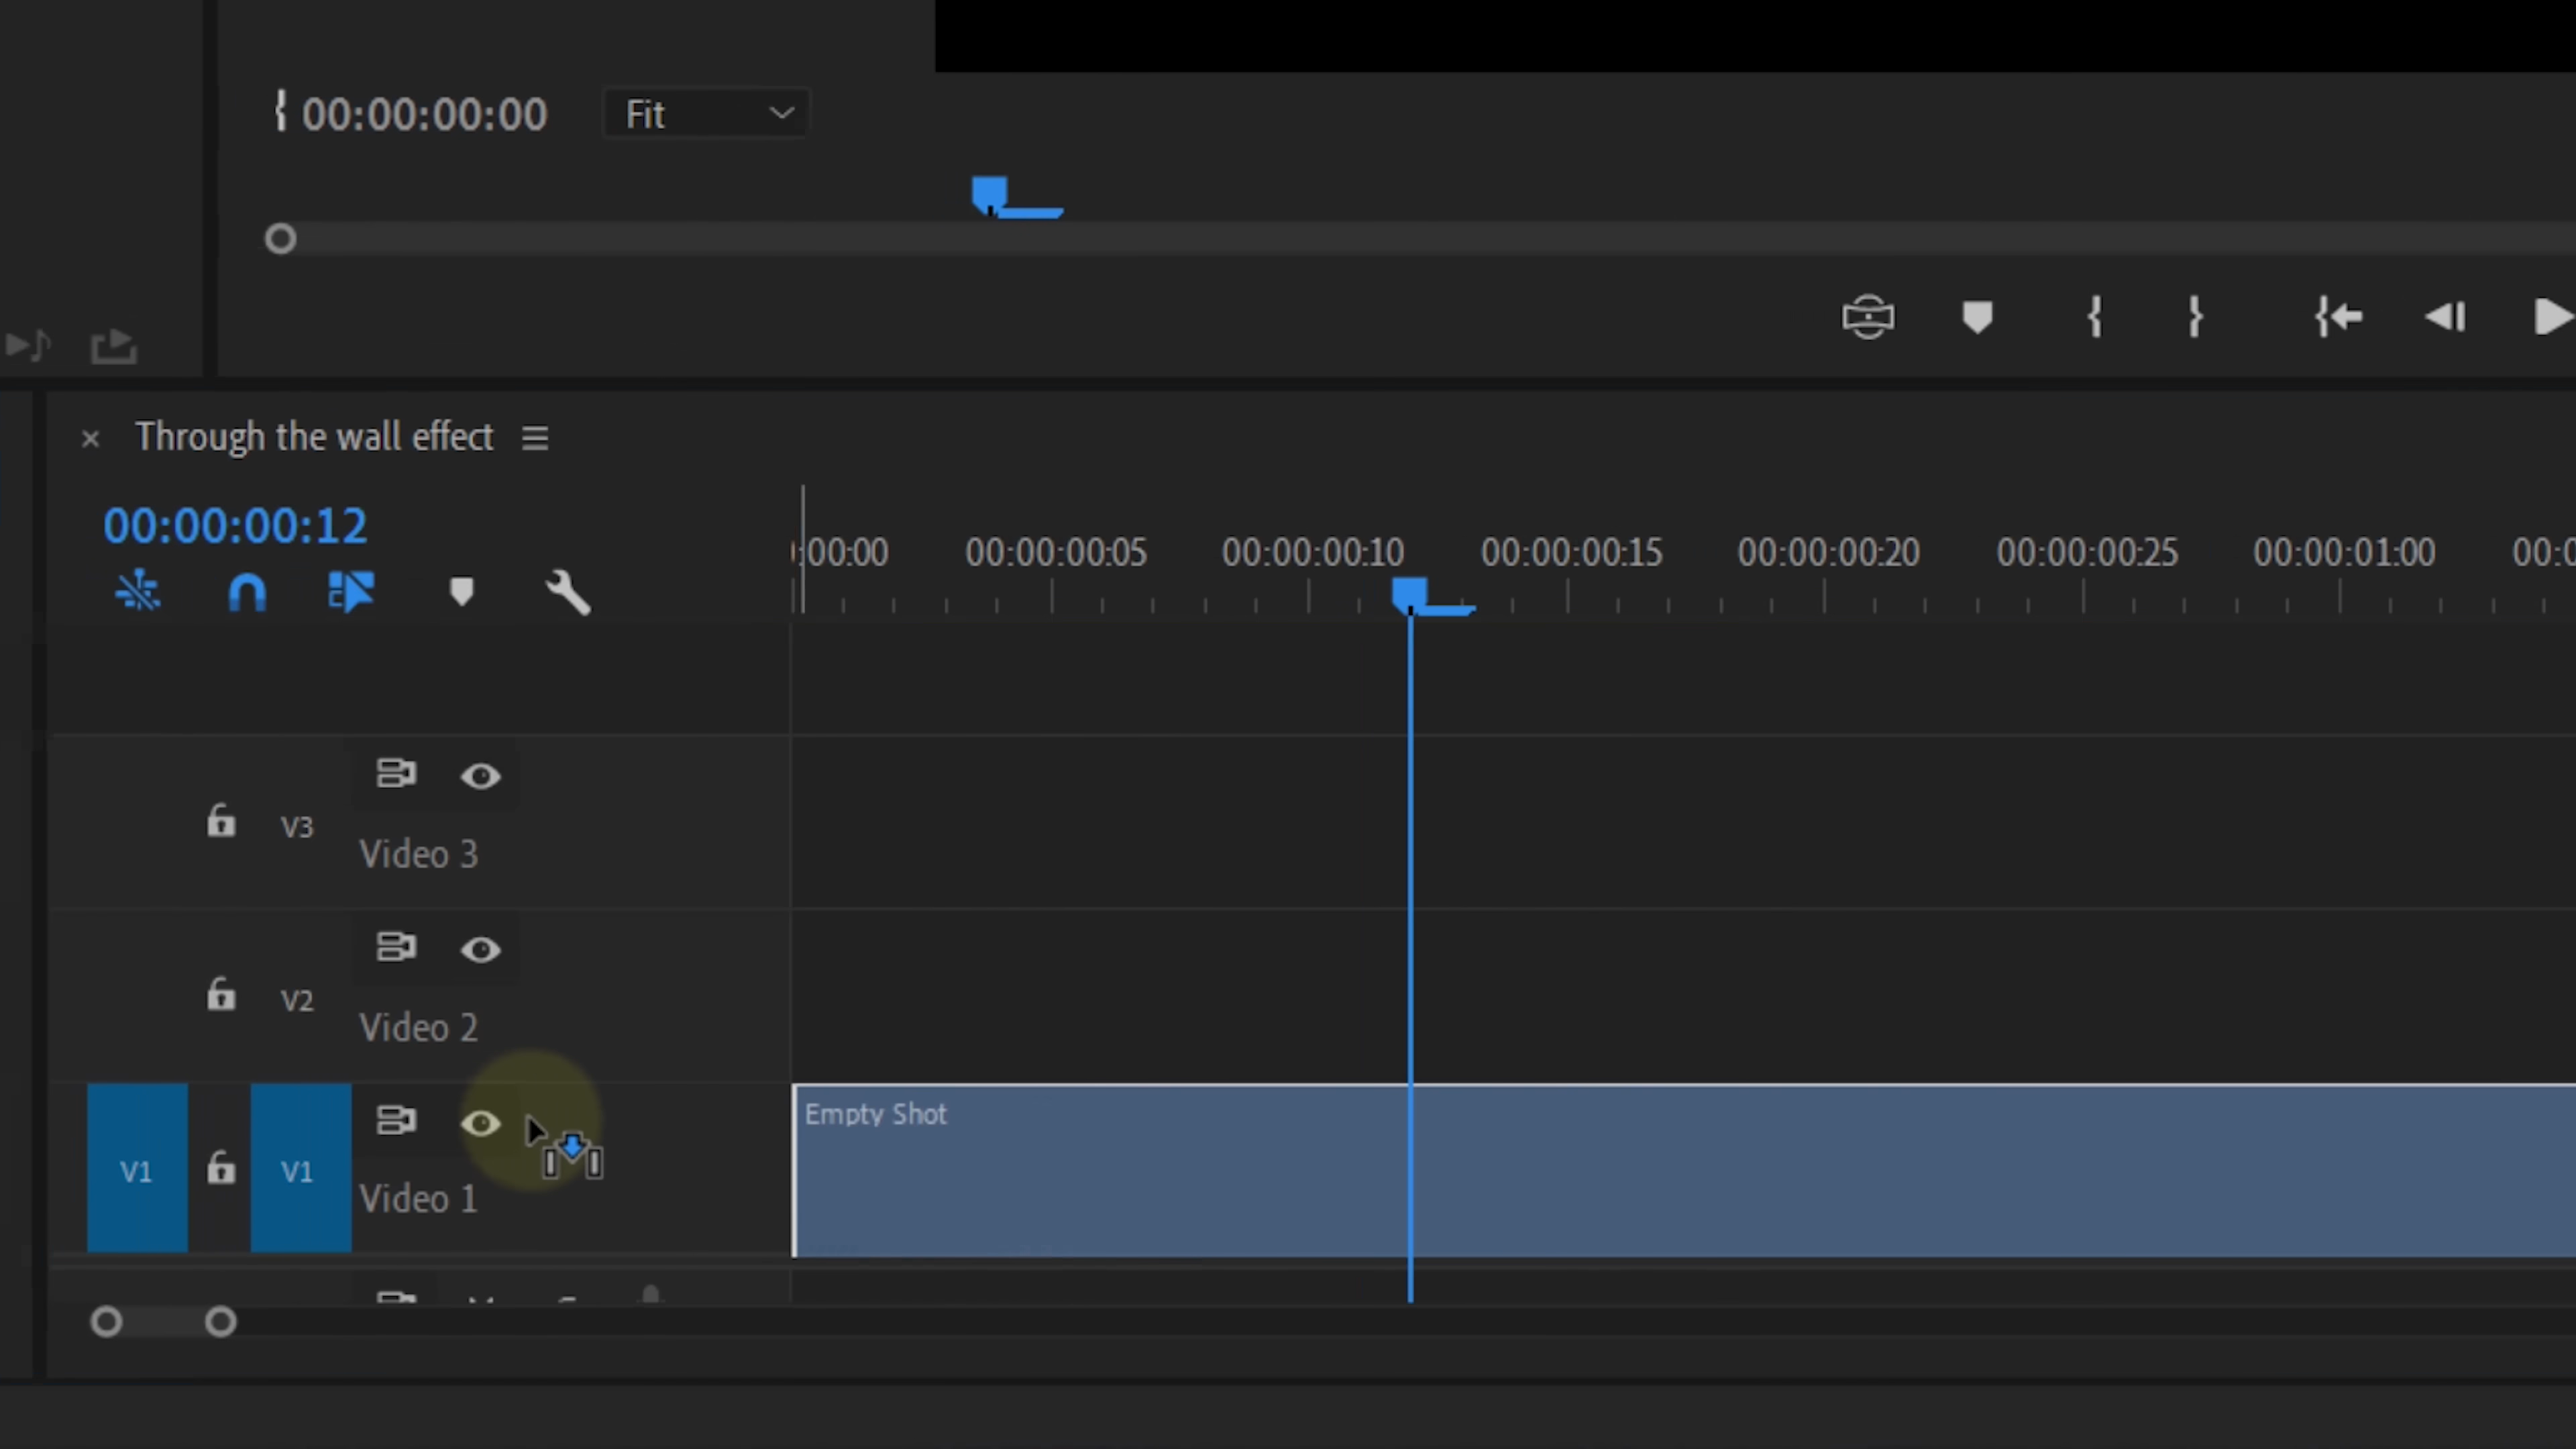 00:00:00:00 Fit
Through the wall effect
00:00:00:12
:00:00 00:00:00:05 00:00:00:10 00:00:00:15 00:00:00:20 00:00:00:25 00:00:01:00 00:0
V3
Video 3
V2
Video 2
Empty Shot
V1 V1
Video 1